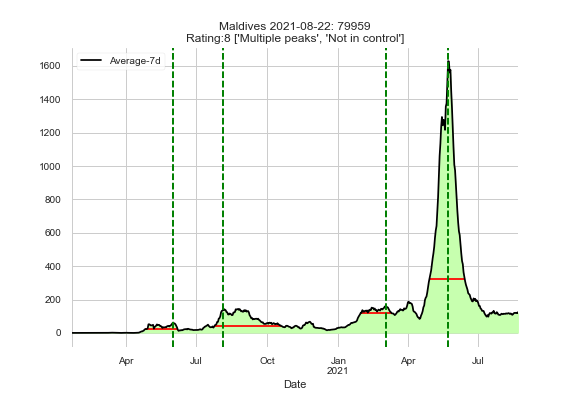 Maldives 2021-08-22: 79959
Rating:8 ['Multiple peaks', 'Not in control']
Average-7d
1600
1400
1200
1000
800
600
400
200
0
Apr Jul Oct Jan Apr Jul
2021
Date